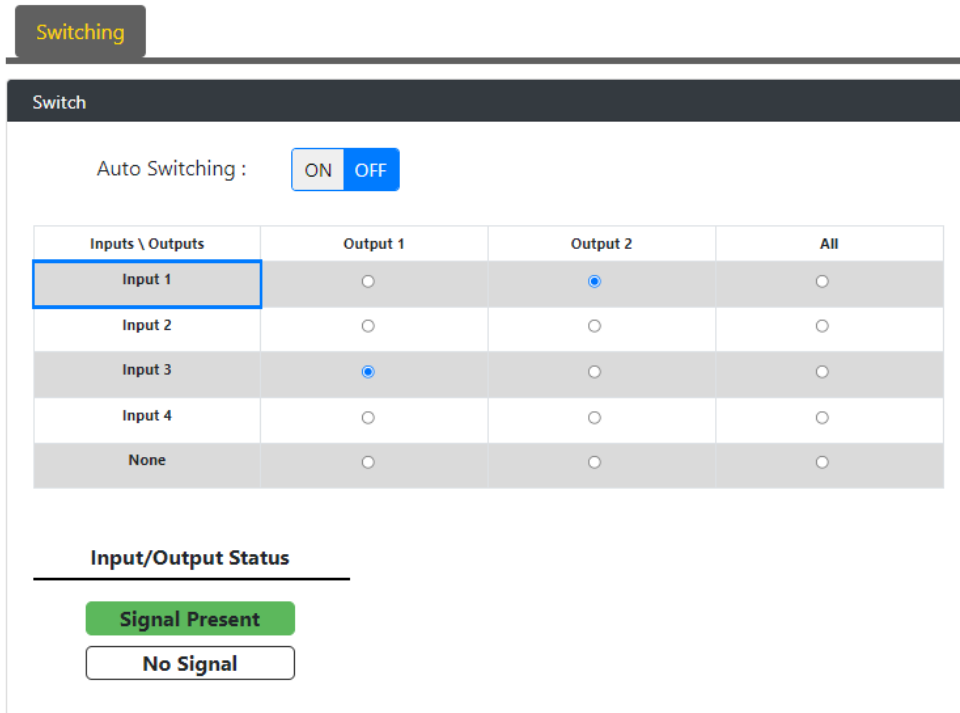 Switching
Switch
Auto Switching : ON OFF
Inputs \ Outputs Output 1 Output 2 All
Input 1
Input 2
Input 3
Input 4
None
Input/Output Status
Signal Present
No Signal